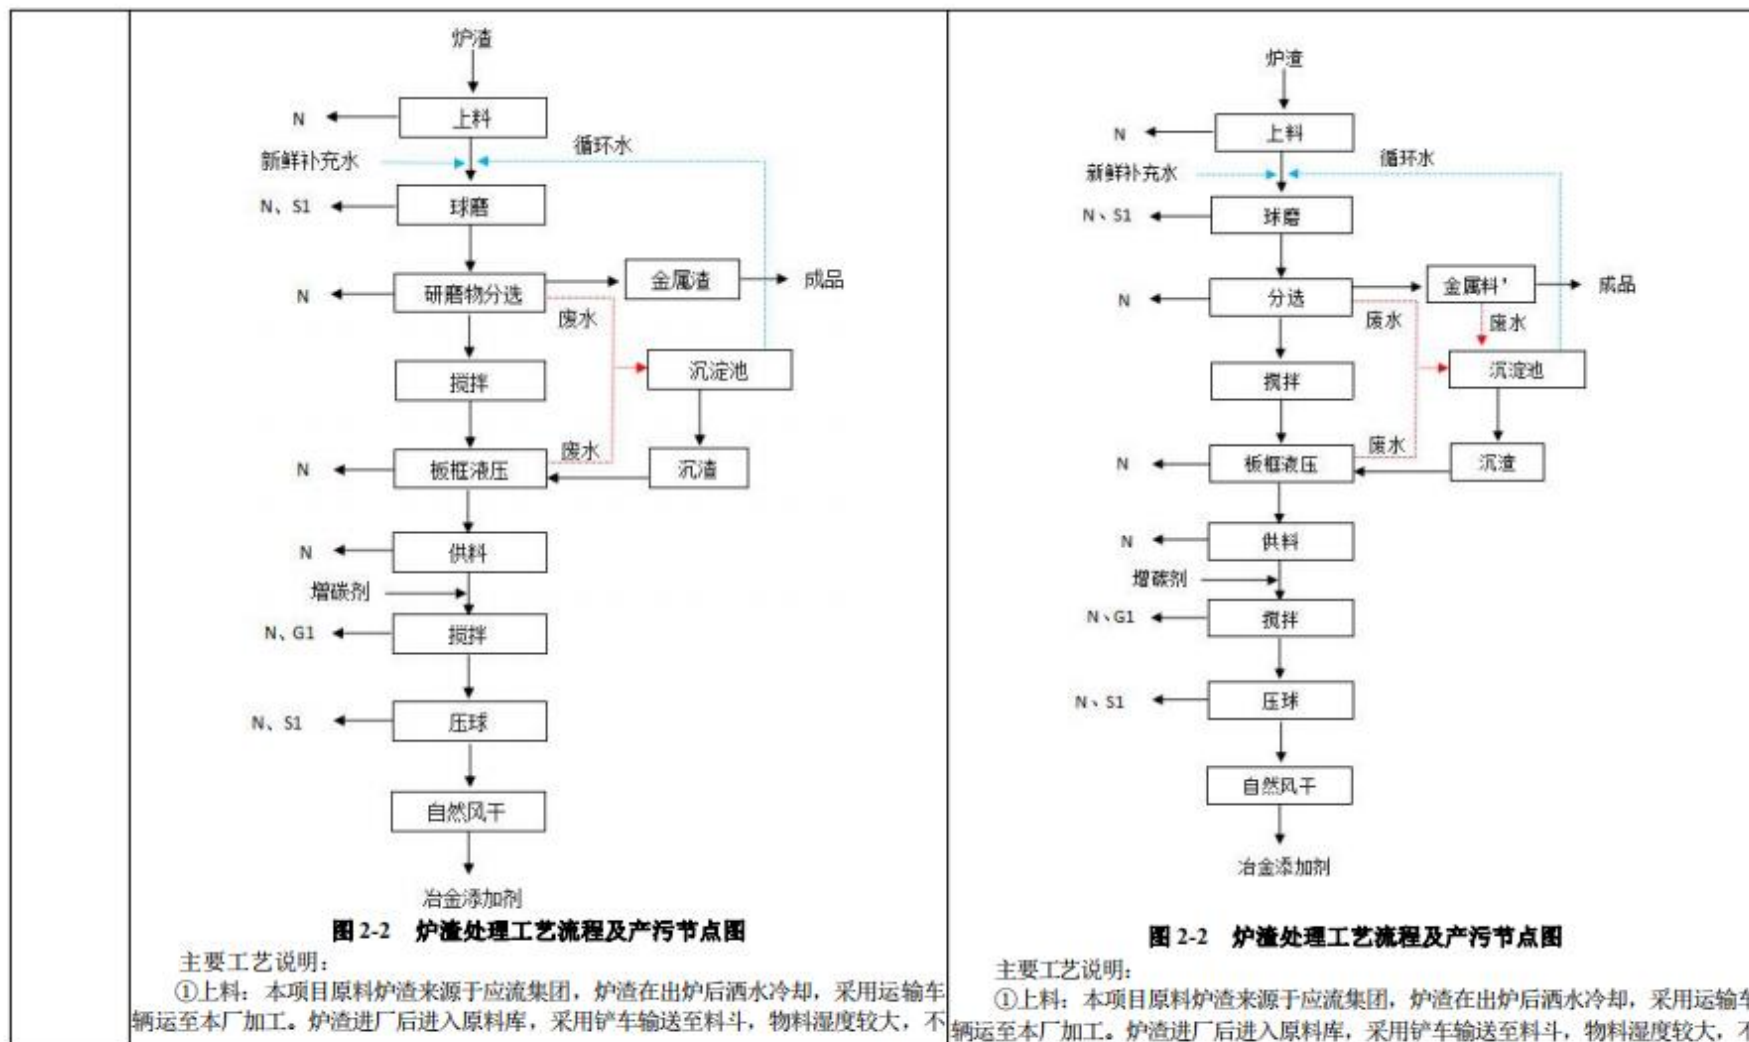 炉渣
N
上料
新鲜补充水
循环水
N、S1
球磨
N
研磨物分选
金属渣
成品
废水
搅拌
沉淀池
废水
N
板框液压
沉渣
N
供料
增碳剂
N、G1
搅拌
N、S1
压球
自然风干
冶金添加剂
图 2-2 炉渣处理工艺流程及产污节点图
主要工艺说明：
①上料：本项目原料炉渣来源于应流集团，炉渣在出炉后洒水冷却，采用运输车
辆运至本厂加工。炉渣进厂后进入原料库，采用铲车输送至料斗，物料湿度较大，不
炉渣
N
上料
新鲜补充水
循环水
N、S1
球磨
N
分选
金属料'
成品
废水
废水
搅拌
沉淀池
废水
N
板框液压
沉渣
N
供料
增碳剂
N、G1
搅拌
N、S1
压球
自然风干
冶金添加剂
图 2-2 炉渣处理工艺流程及产污节点图
主要工艺说明：
①上料：本项目原料炉渣来源于应流集团，炉渣在出炉后洒水冷却，采用运输车
辆运至本厂加工。炉渣进厂后进入原料库，采用铲车输送至料斗，物料湿度较大，不